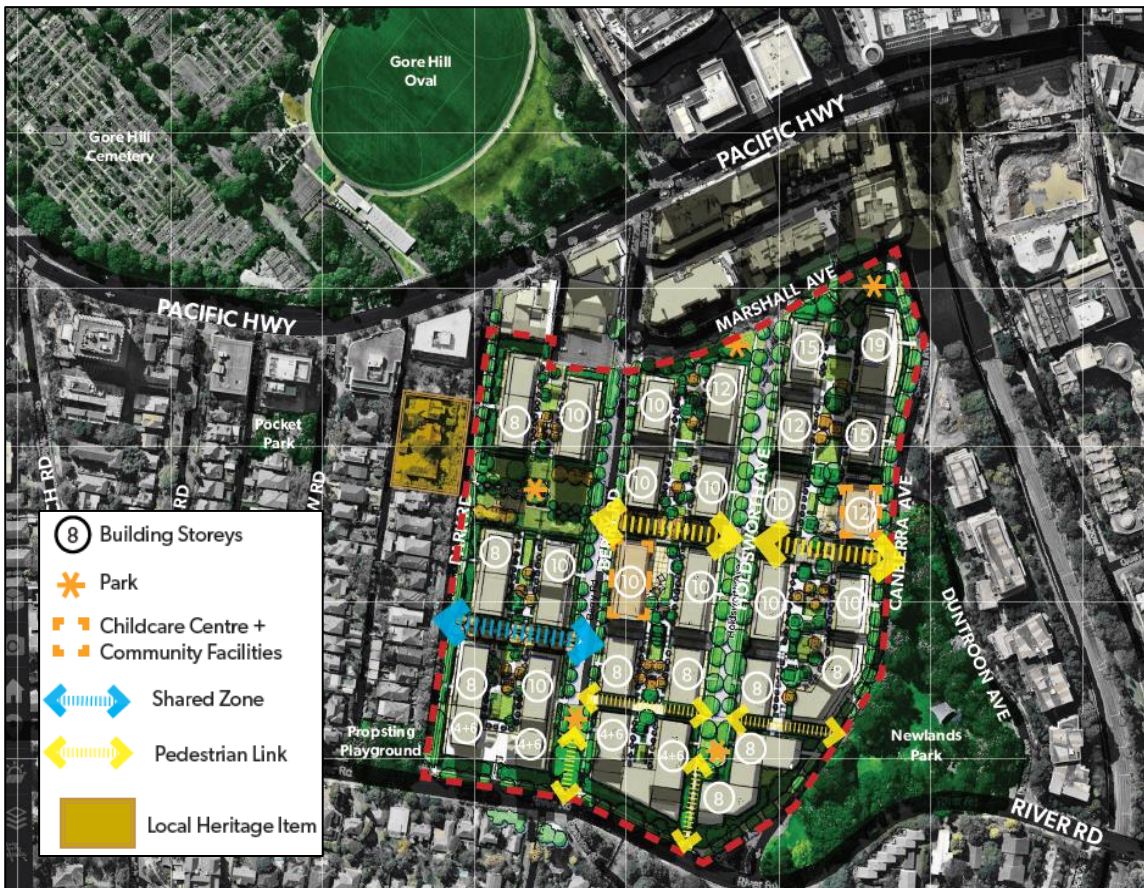 Gore Hill
Oval
Gore Hill
Cemetery
PACIFIC HWY
PACIFIC HWY
MARSHALL AVE
15
19
12
10
8
10
12
15
Pocket
Park
10
10
10
12
HOLDSWORTH AVE
CANBERRA AVE
8
10
10
10
10
10
DUNTROON AVE
8
10
8
8
8
8
4+6
4+6
4+6
4+6
8
8
Propsting
Playground
Newlands
Park
RIVER RD
8
Building Storeys
Park
Childcare Centre +
Community Facilities
Shared Zone
Pedestrian Link
Local Heritage Item